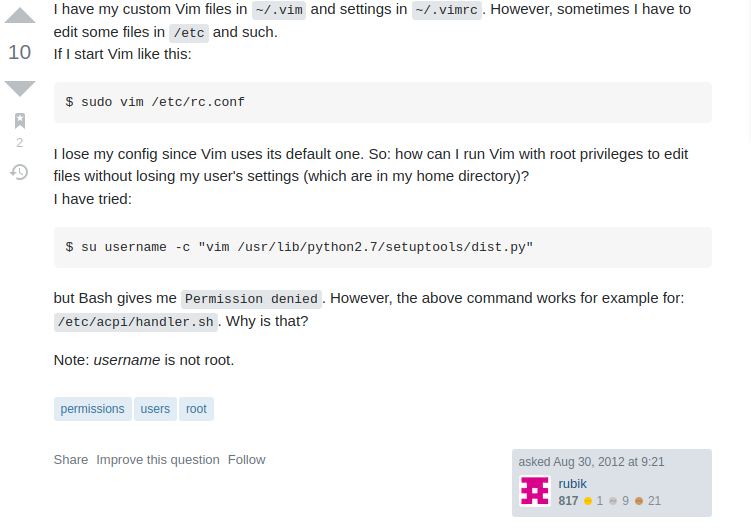 I have my custom Vim files in ~/.vim and settings in ~/.vimrc. However, sometimes I have to
10
edit some files in /etc and such.
If I start Vim like this:
$ sudo vim /etc/rc.conf
2
I lose my config since Vim uses its default one. So: how can I run Vim with root privileges to edit
files without losing my user's settings (which are in my home directory)?
I have tried:
$ su username -c "vim /usr/lib/python2.7/setuptools/dist.py"
but Bash gives me Permission denied. However, the above command works for example for:
/etc/acpi/handler.sh. Why is that?
Note: username is not root.
permissions users root
Share Improve this question Follow
asked Aug 30, 2012 at 9:21
rubik
817 1 9 21